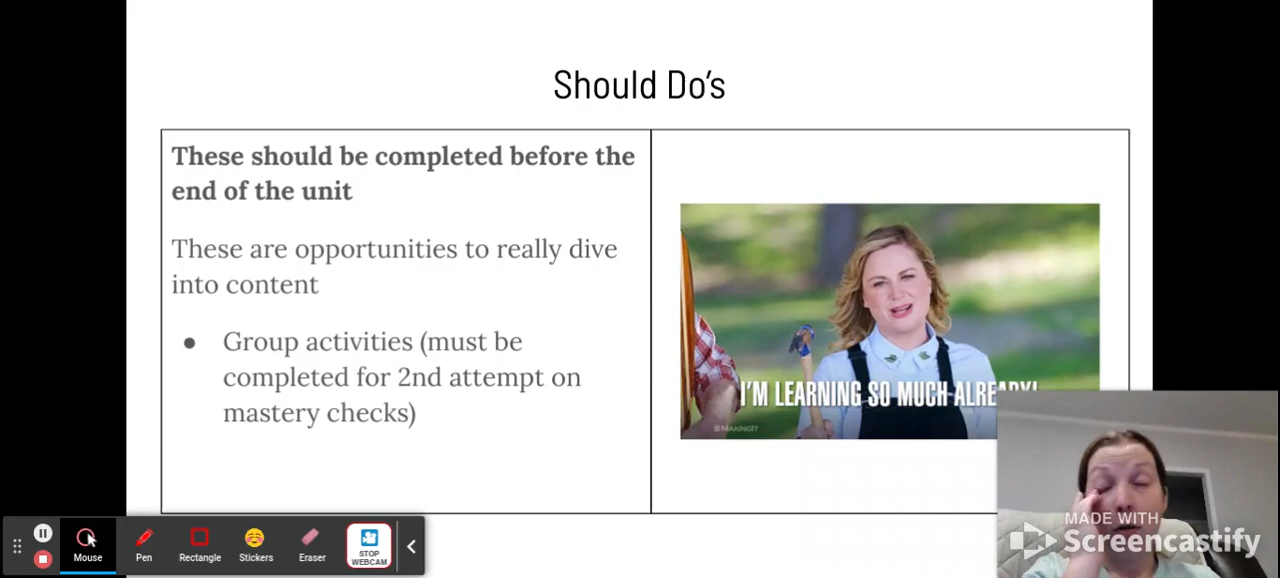 Should Do's
These should be completed before the
end of the unit
These are opportunities to really dive
into content
● Group activities (must be
completed for 2nd attempt on
mastery checks)
I'M LEARNING SO MUCH ALREADY!
#MAKINGIT
MADE WITH
Screencastify
Mouse
Pen
Rectangle
Stickers
Eraser
STOP
WEBCAM